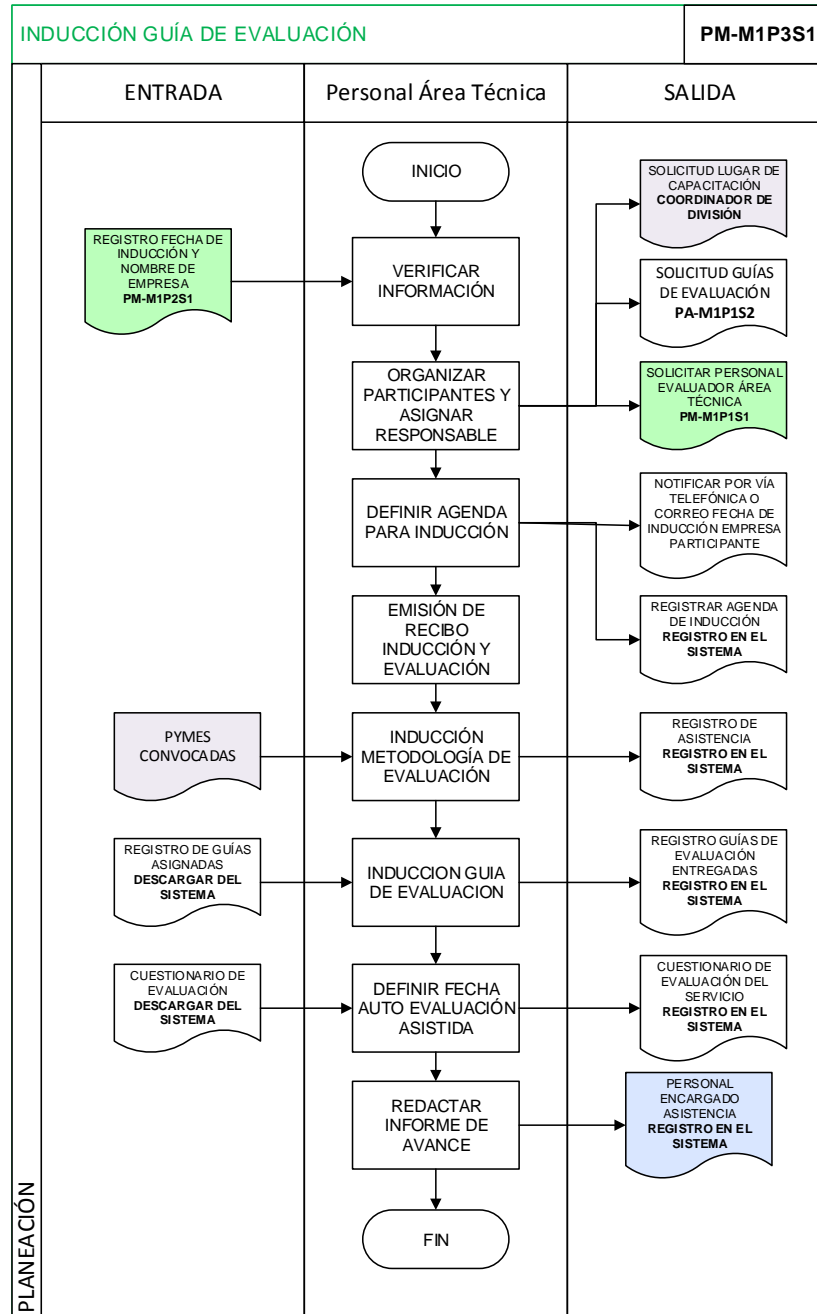 INDUCCIÓN GUÍA DE EVALUACIÓN
PM-M1P3S1
ENTRADA
Personal Área Técnica
SALIDA
INICIO
SOLICITUD LUGAR DE
CAPACITACIÓN
COORDINADOR DE
DIVISIÓN
REGISTRO FECHA DE
INDUCCIÓN Y
NOMBRE DE
EMPRESA
PM-M1P2S1
VERIFICAR
INFORMACIÓN
SOLICITUD GUÍAS
DE EVALUACIÓN
PA-M1P1S2
ORGANIZAR
PARTICIPANTES Y
ASIGNAR
RESPONSABLE
SOLICITAR PERSONAL
EVALUADOR ÁREA
TÉCNICA
PM-M1P1S1
DEFINIR AGENDA
PARA INDUCCIÓN
NOTIFICAR POR VÍA
TELEFÓNICA O
CORREO FECHA DE
INDUCCIÓN EMPRESA
PARTICIPANTE
EMISIÓN DE
RECIBO
INDUCCIÓN Y
EVALUACIÓN
REGISTRAR AGENDA
DE INDUCCIÓN
REGISTRO EN EL
SISTEMA
PYMES
CONVOCADAS
INDUCCIÓN
METODOLOGÍA DE
EVALUACIÓN
REGISTRO DE
ASISTENCIA
REGISTRO EN EL
SISTEMA
REGISTRO DE GUÍAS
ASIGNADAS
DESCARGAR DEL
SISTEMA
INDUCCION GUIA
DE EVALUACION
REGISTRO GUÍAS DE
EVALUACIÓN
ENTREGADAS
REGISTRO EN EL
SISTEMA
CUESTIONARIO DE
EVALUACIÓN
DESCARGAR DEL
SISTEMA
DEFINIR FECHA
AUTO EVALUACIÓN
ASISTIDA
CUESTIONARIO DE
EVALUACIÓN DEL
SERVICIO
REGISTRO EN EL
SISTEMA
REDACTAR
INFORME DE
AVANCE
PERSONAL
ENCARGADO
ASISTENCIA
REGISTRO EN EL
SISTEMA
FIN
PLANEACIÓN